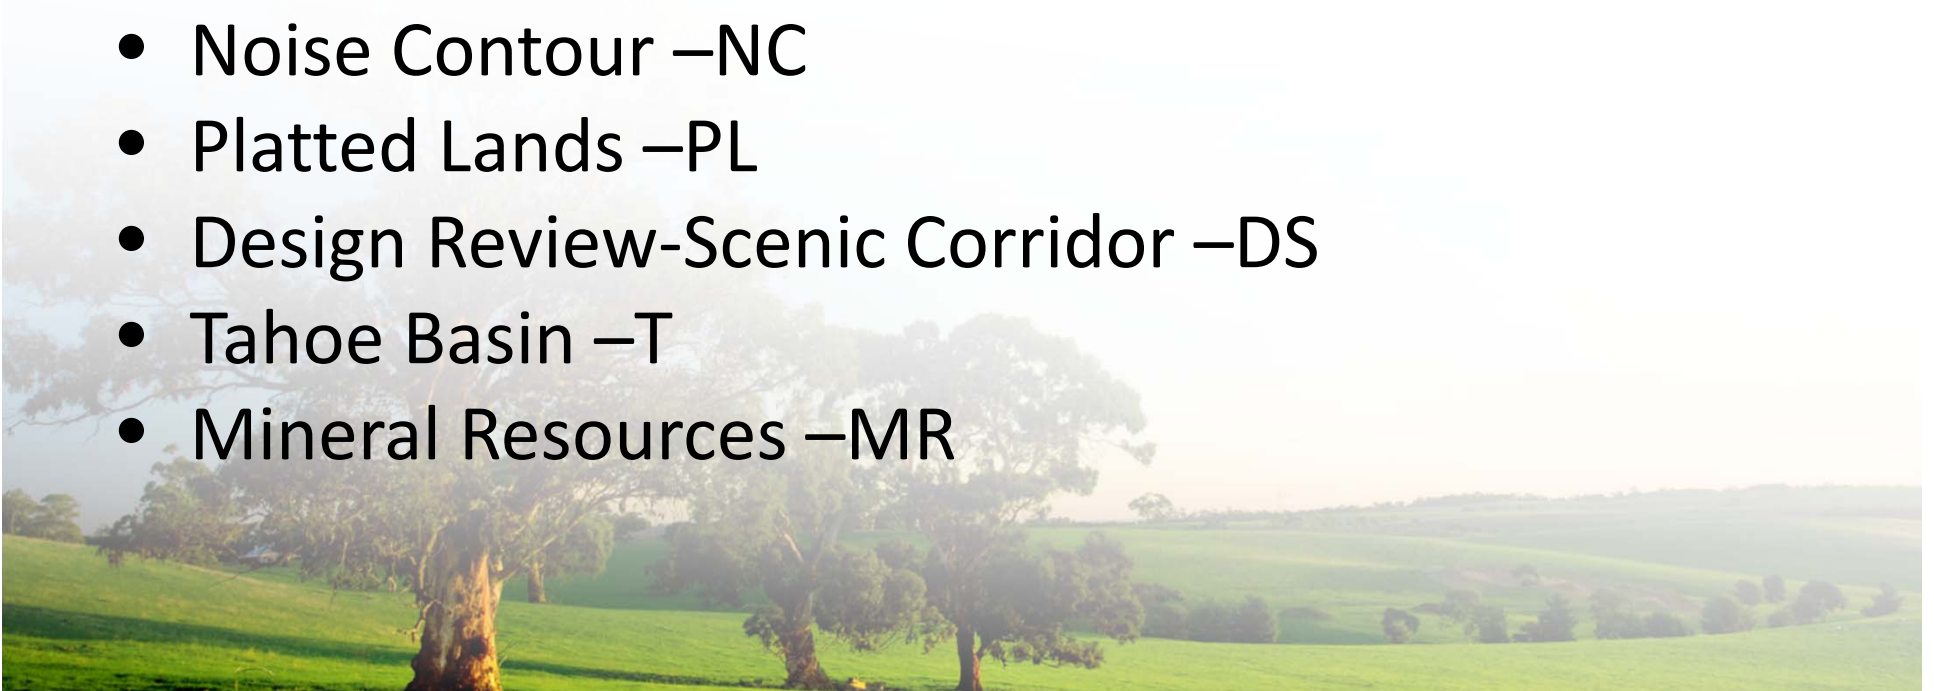 • Noise Contour –NC
• Platted Lands –PL
• Design Review-Scenic Corridor –DS
• Tahoe Basin –T
• Mineral Resources –MR